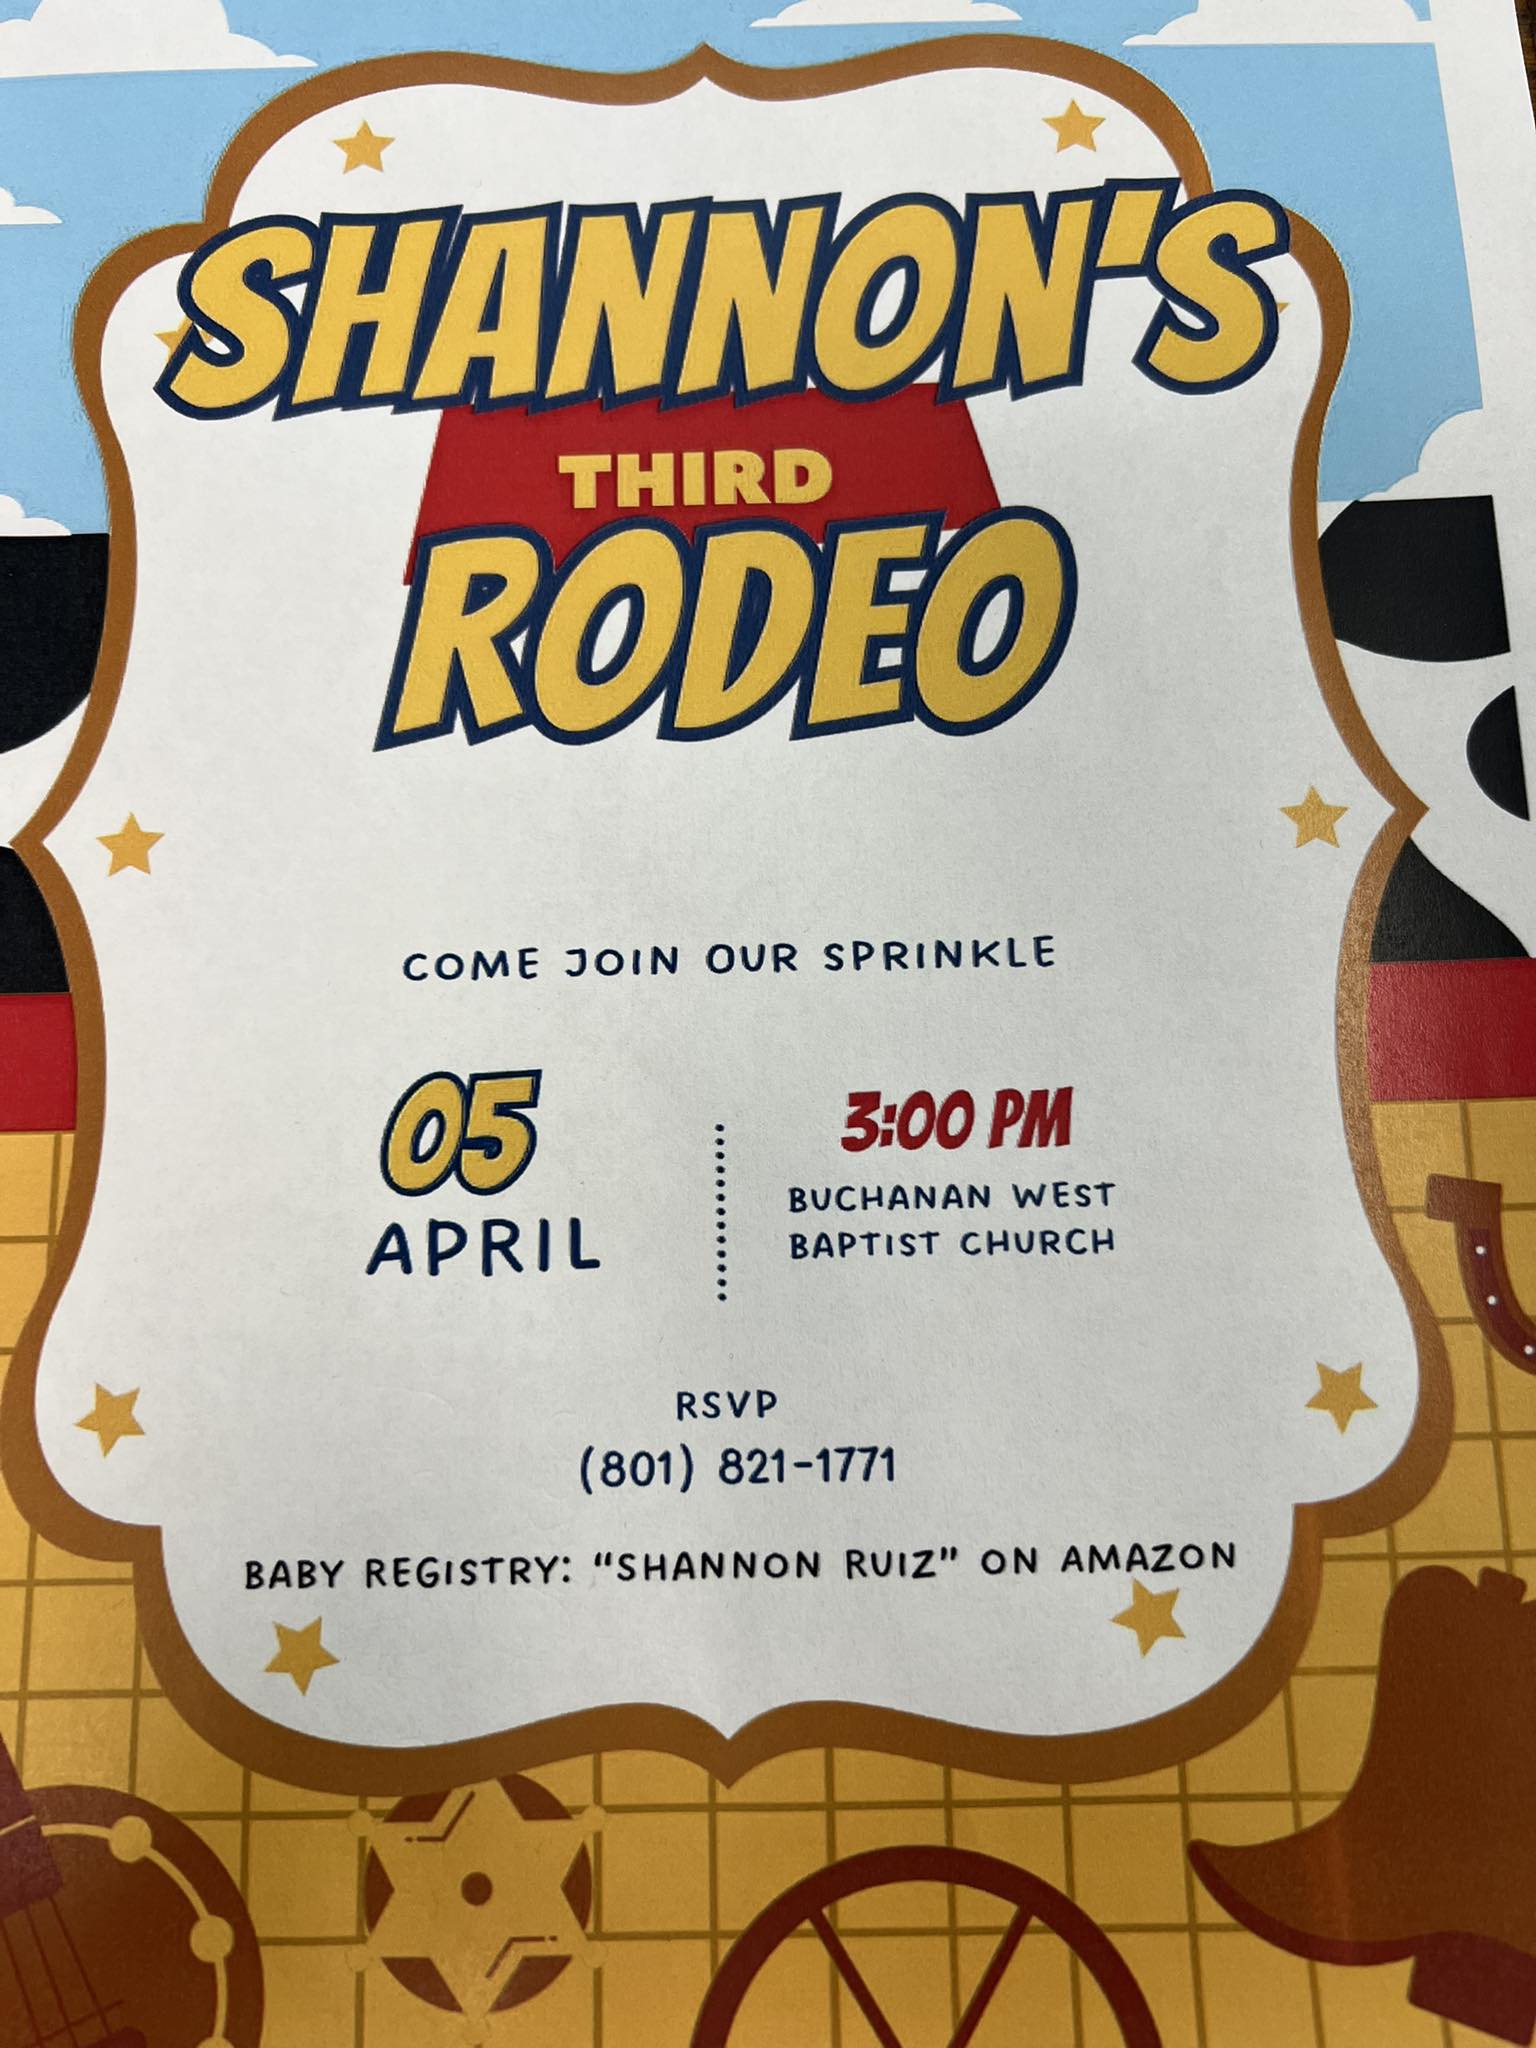 SHANNON'S
THIRD
RODEO
COME JOIN OUR SPRINKLE
05
APRIL
3:00 PM
BUCHANAN WEST
BAPTIST CHURCH
RSVP
(801) 821-1771
BABY REGISTRY: “SHANNON RUIZ” ON AMAZON